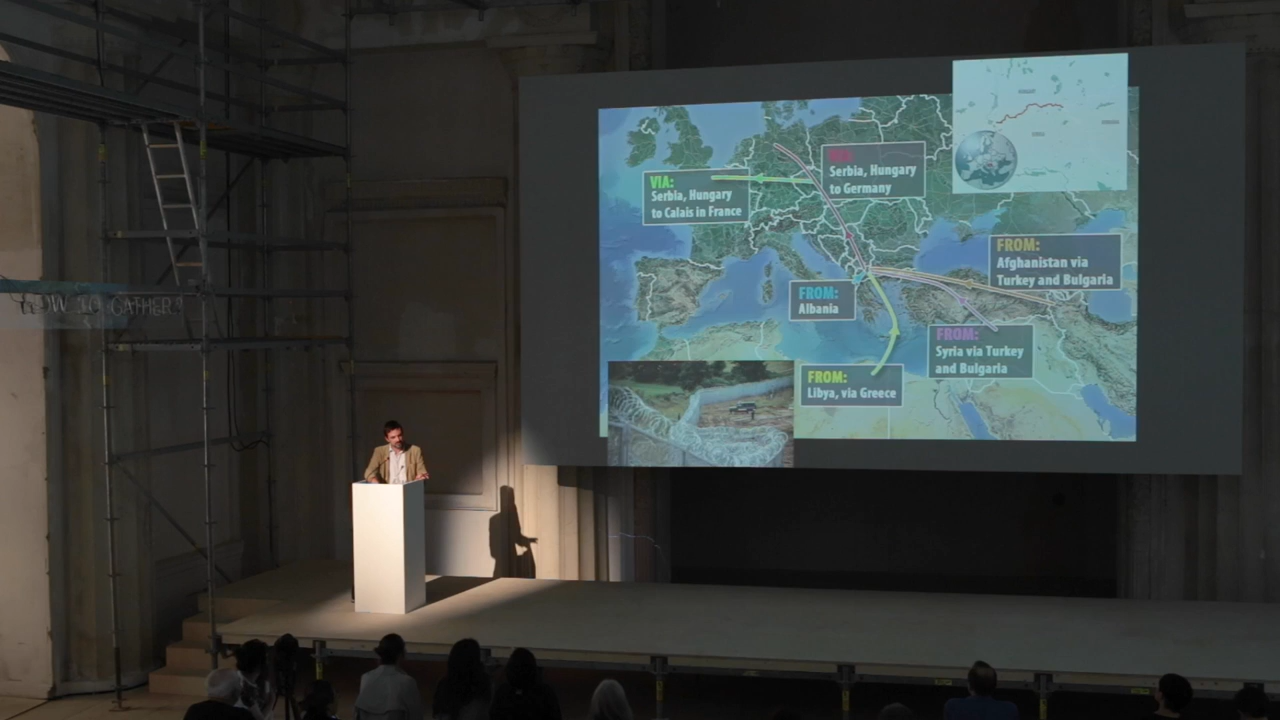 VIA:
Serbia, Hungary
to Calais in France
VIA:
Serbia, Hungary
to Germany
FROM:
Afghanistan via
Turkey and Bulgaria
FROM:
Albania
FROM:
Syria via Turkey
and Bulgaria
FROM:
Libya, via Greece
HOW TO GATHER?